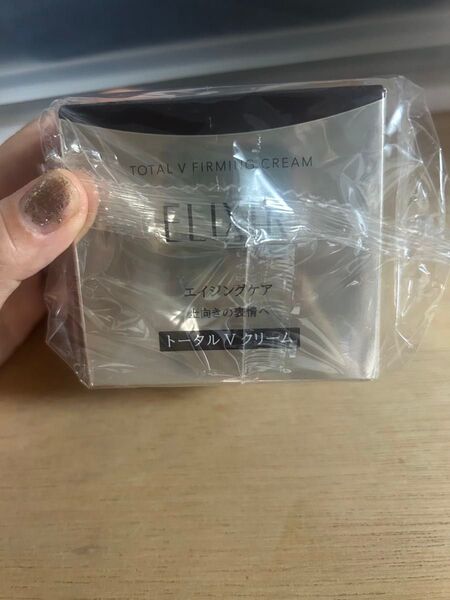 TOTAL V FIRMING CREAM
ELIXIR
エイジングケア
上向きの表情へ
トータル V クリーム